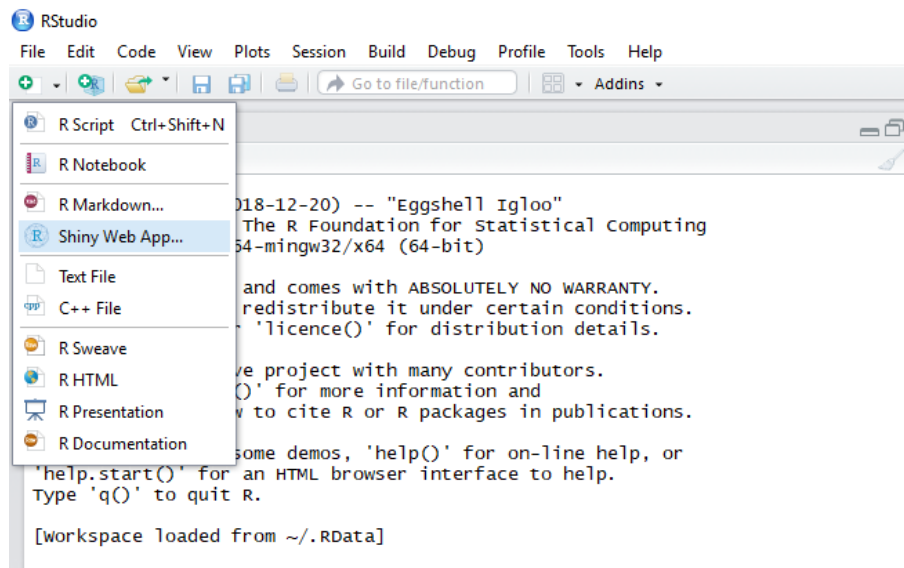 RStudio
File Edit Code View Plots Session Build Debug Profile Tools Help
Go to file/function Addins
R Script Ctrl+Shift+N
R Notebook
R Markdown...
Shiny Web App...
Text File
C++ File
R Sweave
R HTML
R Presentation
R Documentation
018-12-20) -- "Eggshell Igloo"
The R Foundation for Statistical Computing
64-mingw32/x64 (64-bit)
and comes with ABSOLUTELY NO WARRANTY.
redistribute it under certain conditions.
'licence()' for distribution details.
ve project with many contributors.
()' for more information and
to cite R or R packages in publications.
some demos, 'help()' for on-line help, or
'help.start()' for an HTML browser interface to help.
Type 'q()' to quit R.
[Workspace loaded from ~/.RData]